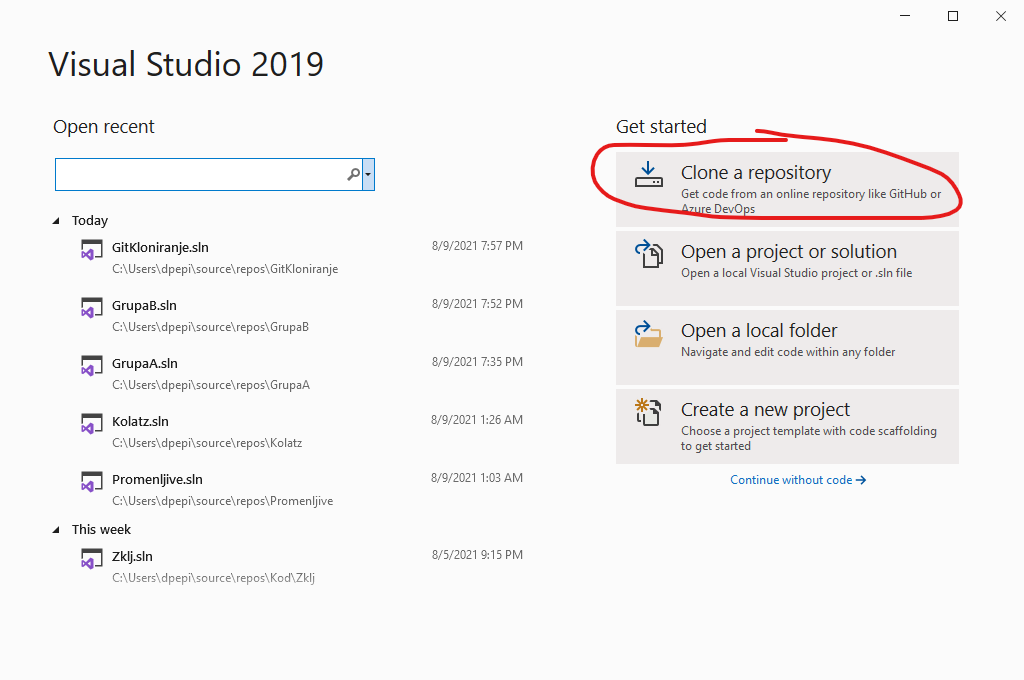 Visual Studio 2019
Open recent
Today
GitKloniranje.sln 8/9/2021 7:57 PM
C:\Users\dpepi\source\repos\GitKloniranje
GrupaB.sln 8/9/2021 7:52 PM
C:\Users\dpepi\source\repos\GrupaB
GrupaA.sln 8/9/2021 7:35 PM
C:\Users\dpepi\source\repos\GrupaA
Kolatz.sln 8/9/2021 1:26 AM
C:\Users\dpepi\source\repos\Kolatz
Promenljive.sln 8/9/2021 1:03 AM
C:\Users\dpepi\source\repos\Promenljive
This week
Zklj.sln 8/5/2021 9:15 PM
C:\Users\dpepi\source\repos\Kod\Zklj
Get started
Clone a repository
Get code from an online repository like GitHub or
Azure DevOps
Open a project or solution
Open a local Visual Studio project or .sln file
Open a local folder
Navigate and edit code within any folder
Create a new project
Choose a project template with code scaffolding
to get started
Continue without code